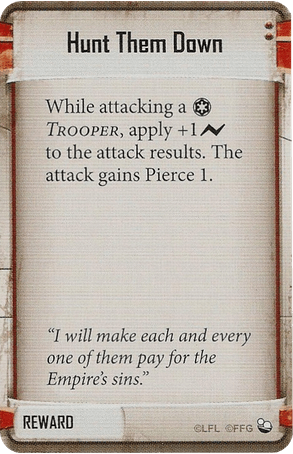 Hunt Them Down
While attacking a
TROOPER, apply +1
to the attack results. The
attack gains Pierce 1.
"I will make each and every
one of them pay for the
Empire's sins."
REWARD
©LFL ©FFG